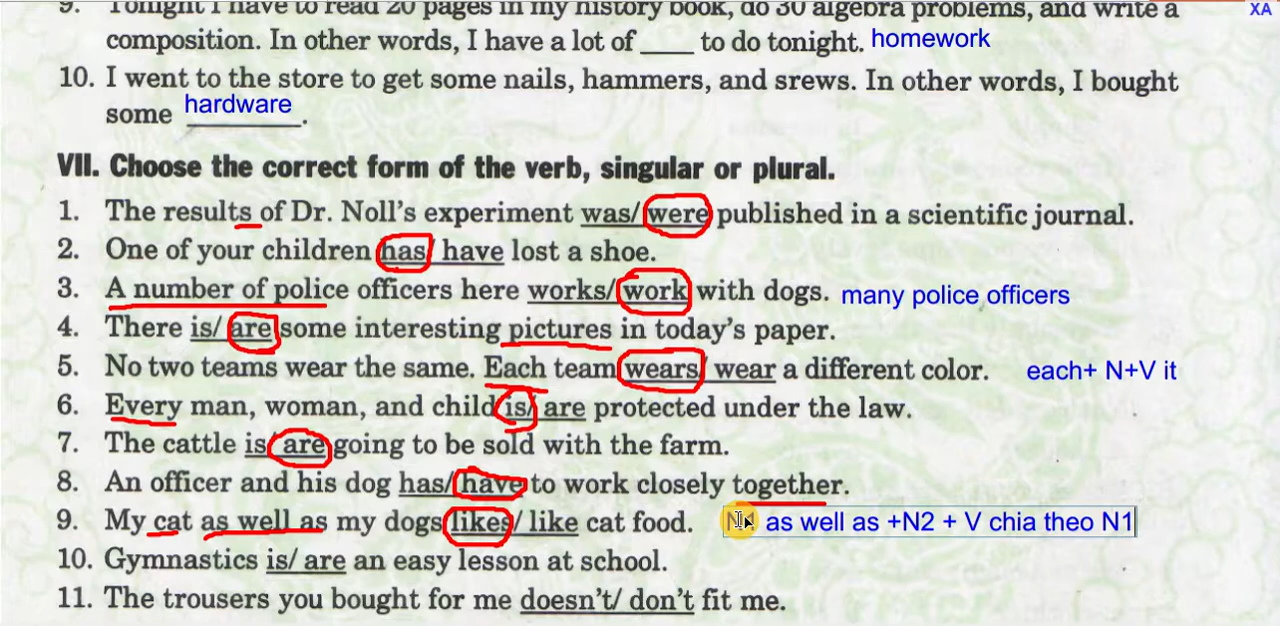 9. Tonight I have to read 20 pages in my history book, do 30 algebra problems, and write a
XA
composition. In other words, I have a lot of ____ to do tonight. homework
10. I went to the store to get some nails, hammers, and srews. In other words, I bought
some hardware.
VII. Choose the correct form of the verb, singular or plural.
1. The results of Dr. Noll's experiment was/ were published in a scientific journal.
2. One of your children has/ have lost a shoe.
3. A number of police officers here works/ work with dogs. many police officers
4. There is/ are some interesting pictures in today's paper.
5. No two teams wear the same. Each team wears/ wear a different color. each+ N+V it
6. Every man, woman, and child is/ are protected under the law.
7. The cattle is/ are going to be sold with the farm.
8. An officer and his dog has/ have to work closely together.
9. My cat as well as my dogs likes/ like cat food. N1 as well as +N2 + V chia theo N1
10. Gymnastics is/ are an easy lesson at school.
11. The trousers you bought for me doesn't/ don't fit me.